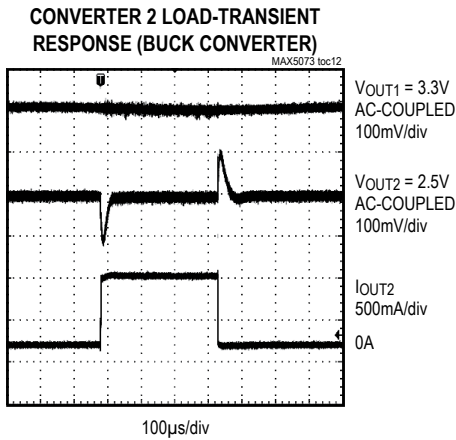 CONVERTER 2 LOAD-TRANSIENT
RESPONSE (BUCK CONVERTER)
MAX5073 toc12
T
VOUT1 = 3.3V
AC-COUPLED
100mV/div
VOUT2 = 2.5V
AC-COUPLED
100mV/div
IOUT2
500mA/div
0A
100µs/div